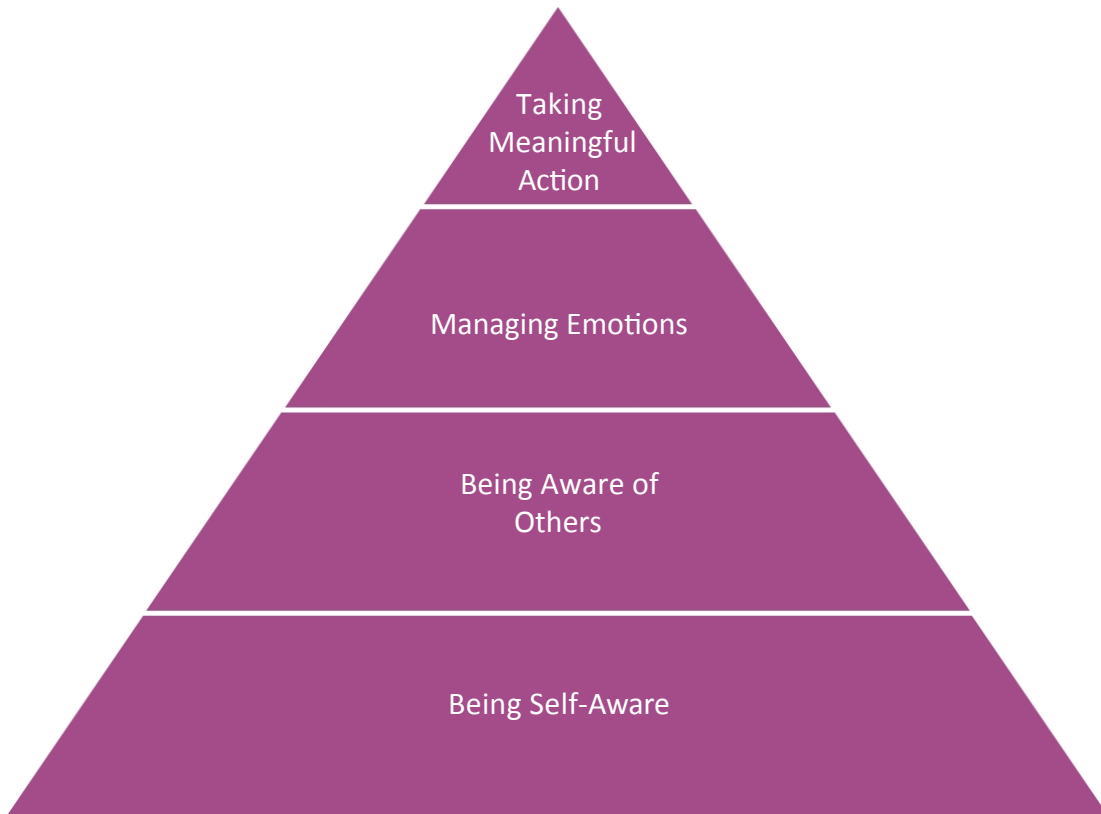 Taking
Meaningful
Action
Managing Emotions
Being Aware of
Others
Being Self-Aware